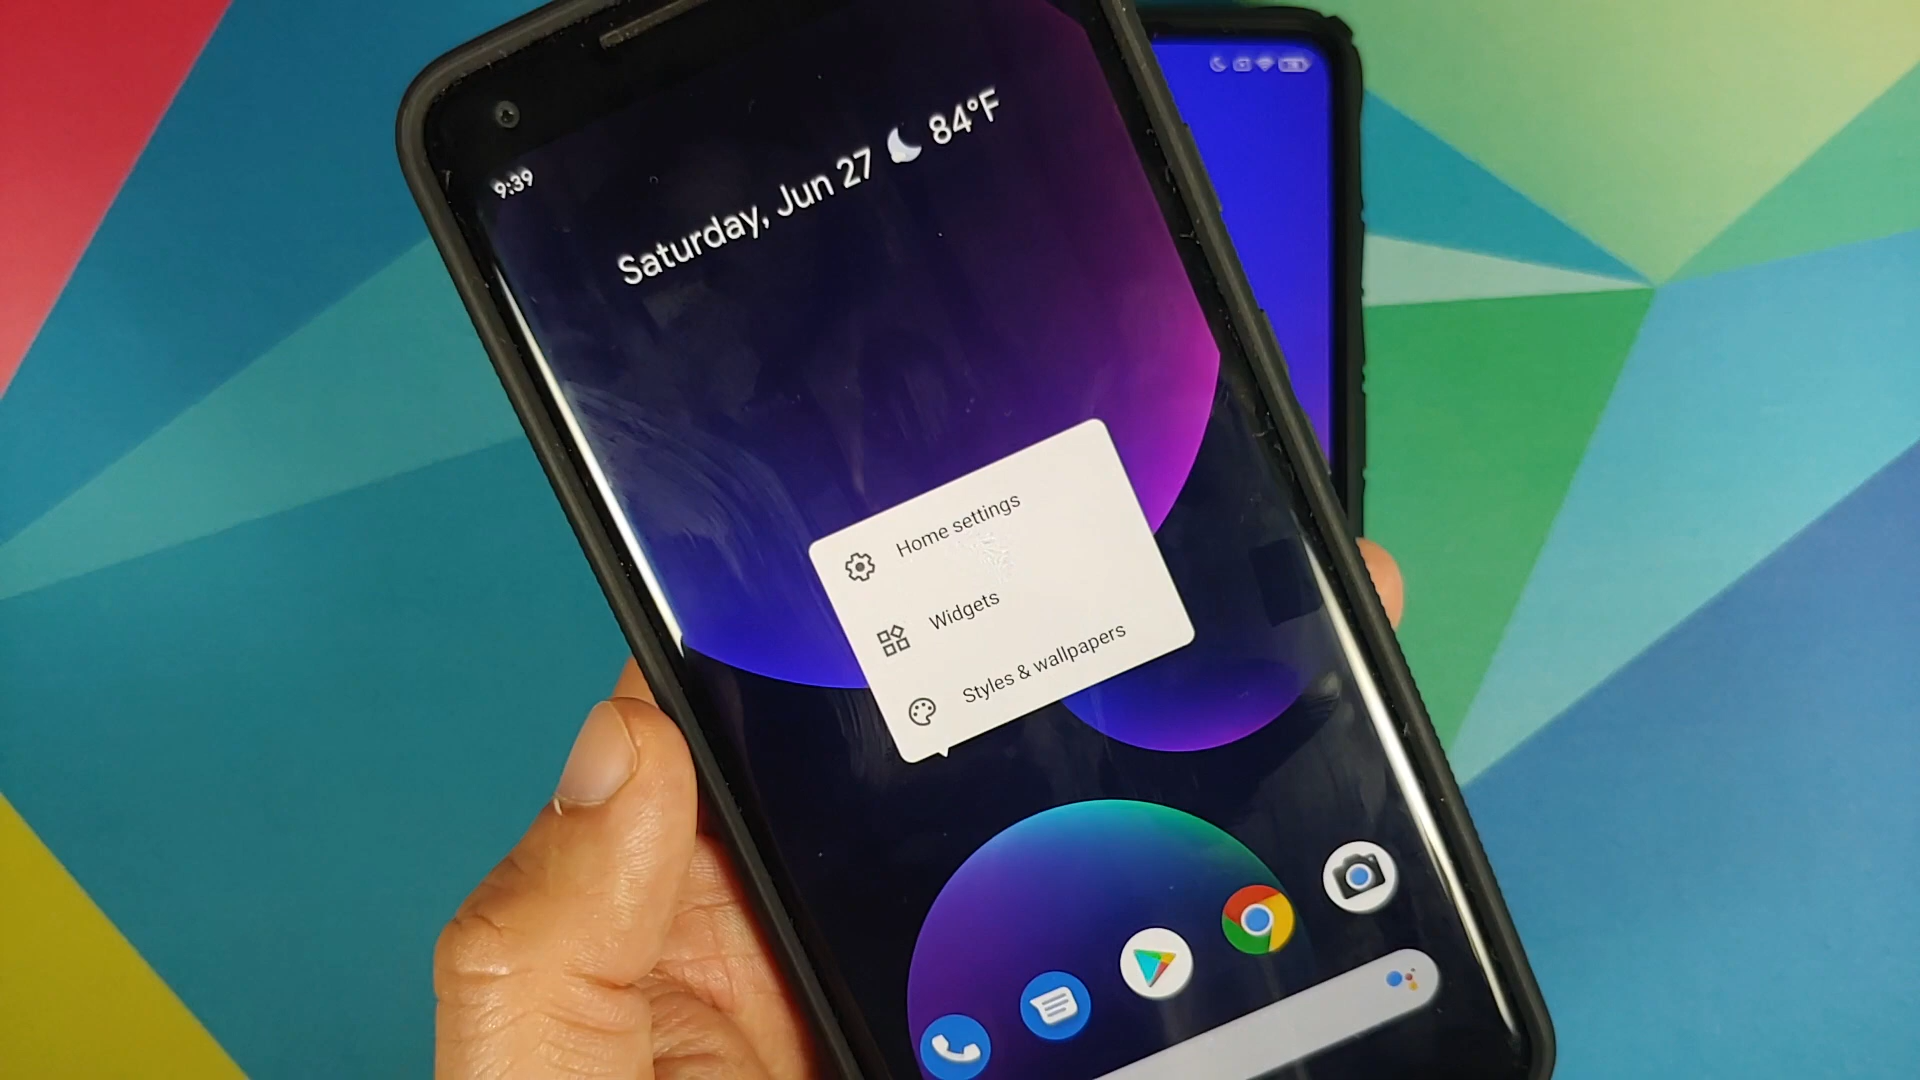 9:39
Saturday, Jun 27 84°F
Home settings
Widgets
Styles & wallpapers